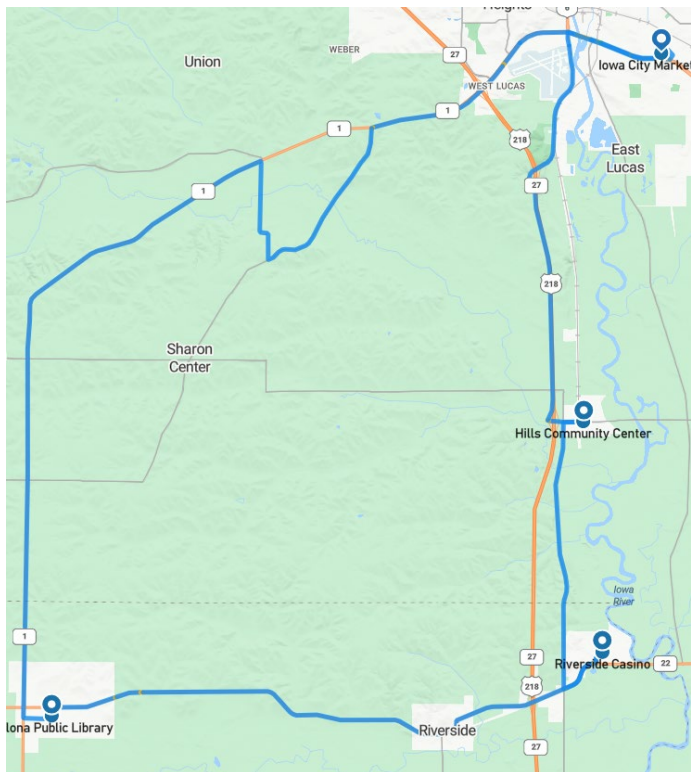 Heights
6
27
WEBER
Union
Iowa City Market
WEST LUCAS
1
1
218
East
Lucas
27
1
218
Sharon
Center
Hills Community Center
Iowa
River
1
Riverside Casino
27
22
218
lona Public Library
Riverside
27